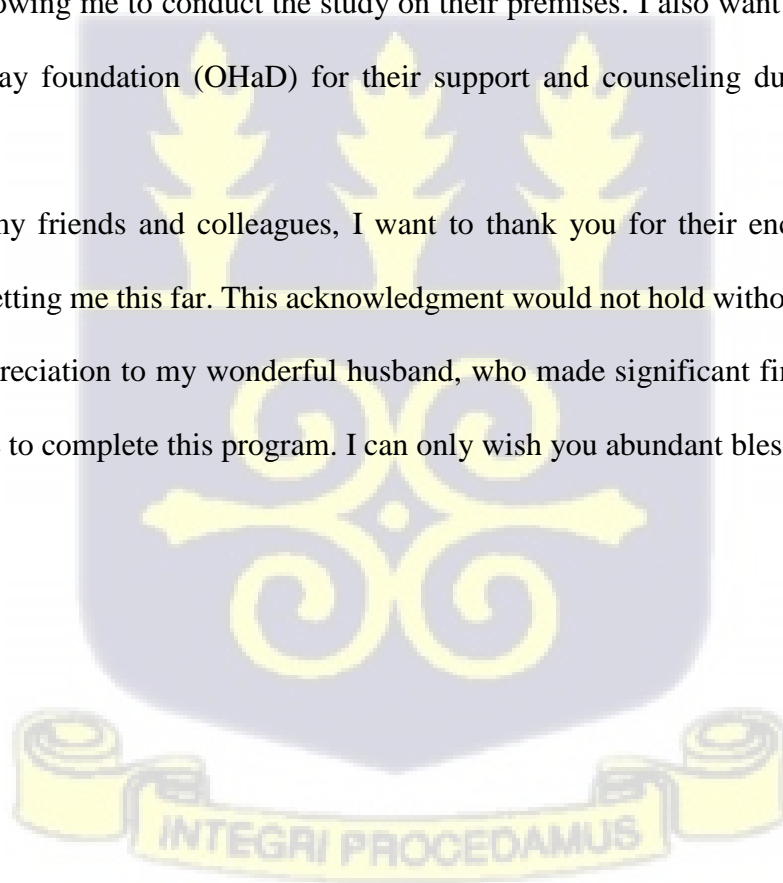 owing me to conduct the study on their premises. I also want
ay foundation (OHaD) for their support and counseling du
ny friends and colleagues, I want to thank you for their enc
etting me this far. This acknowledgment would not hold witho
reciation to my wonderful husband, who made significant fin
to complete this program. I can only wish you abundant bles
INTEGRI PROCEDAMUS